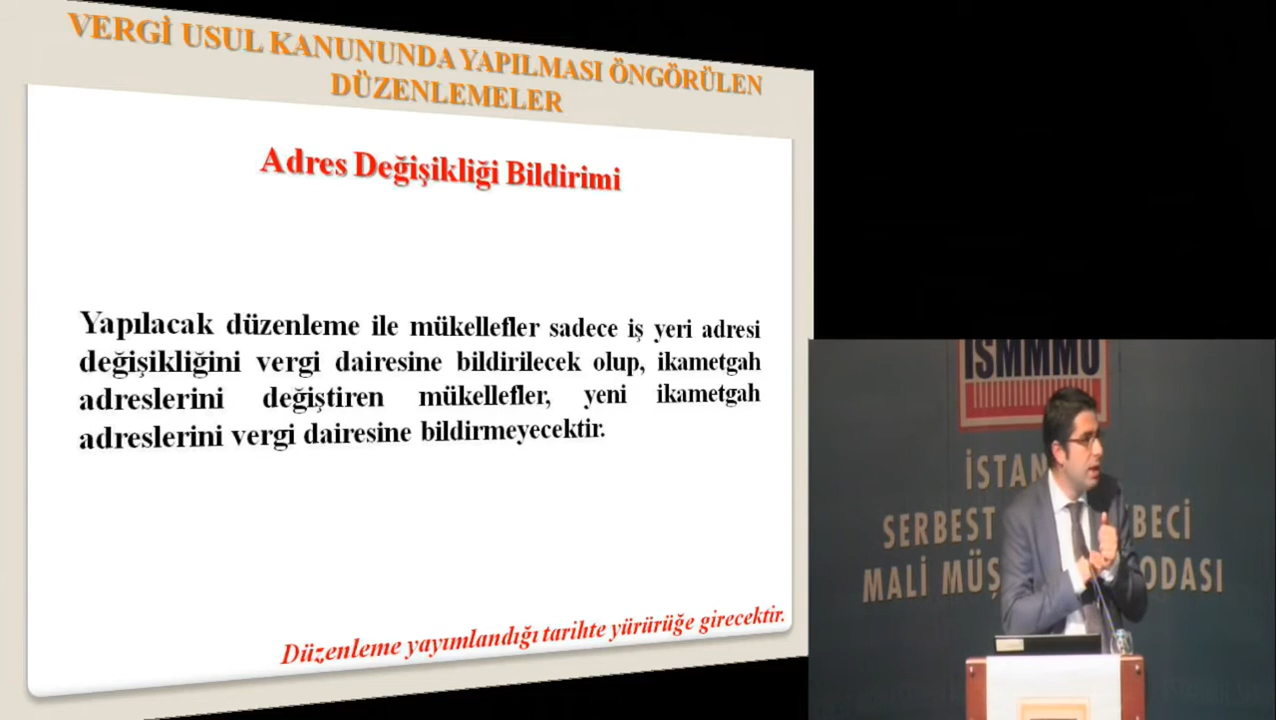 VERGİ USUL KANUNUNDA YAPILMASI ÖNGÖRÜLEN
DÜZENLEMELER
Adres Değişikliği Bildirimi
Yapılacak düzenleme ile mükellefler sadece iş yeri adresi
değişikliğini vergi dairesine bildirilecek olup, ikametgah
adreslerini değiştiren mükellefler, yeni ikametgah
adreslerini vergi dairesine bildirmeyecektir.
Düzenleme yayımlandığı tarihte yürürüğe girecektir.
İSMMMO
İSTAN
SERBEST BECİ
MALİ MÜŞ ODASI